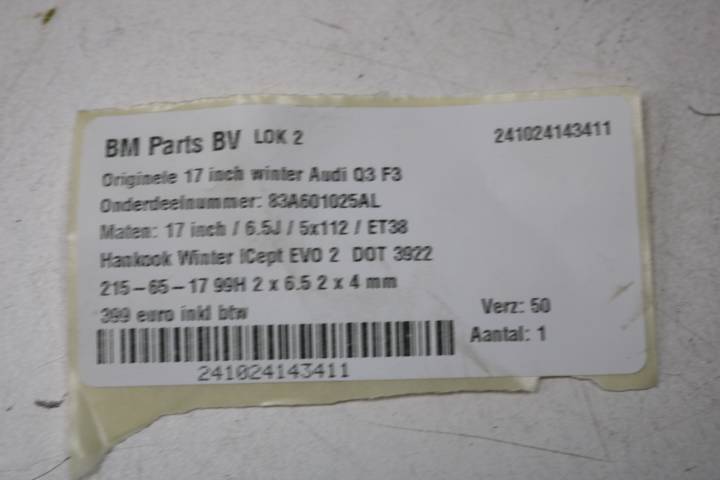 BM Parts BV LOK 2 241024143411
Originele 17 inch winter Audi Q3 F3
Onderdeelnummer: 83A601025AL
Maten: 17 inch / 6.5J / 5x112 / ET38
Hankook Winter ICept EVO 2 DOT 3922
215-65-17 99H 2 x 6.5 2 x 4 mm
399 euro inkl btw Verz: 50
Aantal: 1
241024143411